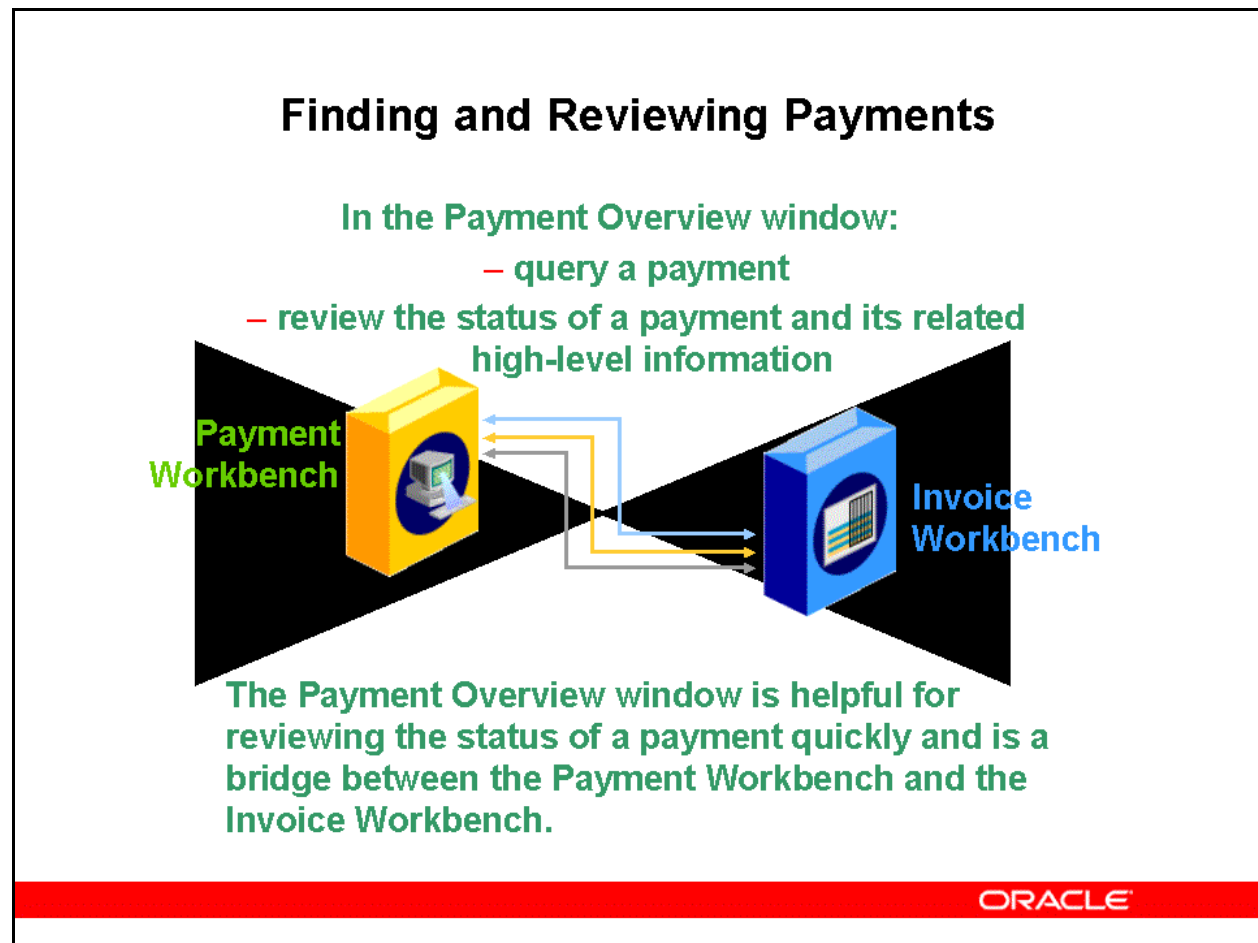 Finding and Reviewing Payments
In the Payment Overview window:
– query a payment
– review the status of a payment and its related
high-level information
Payment
Workbench
Invoice
Workbench
The Payment Overview window is helpful for
reviewing the status of a payment quickly and is a
bridge between the Payment Workbench and the
Invoice Workbench.
ORACLE